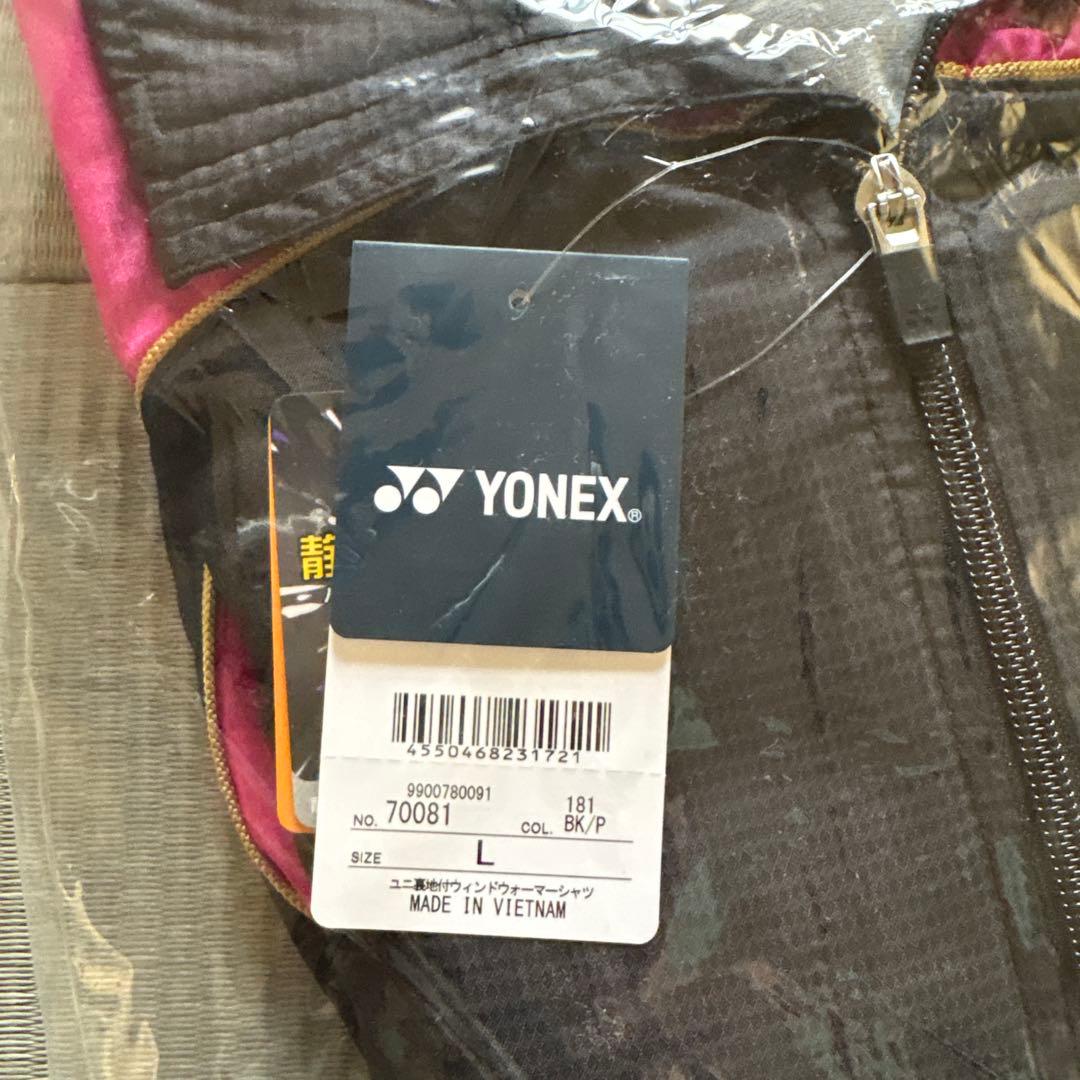 YONEX®
静
4550468231721
9900780091
NO. 70081
181
COL. BK/P
SIZE L
ユニ裏地付ウィンドウォーマーシャツ
MADE IN VIETNAM